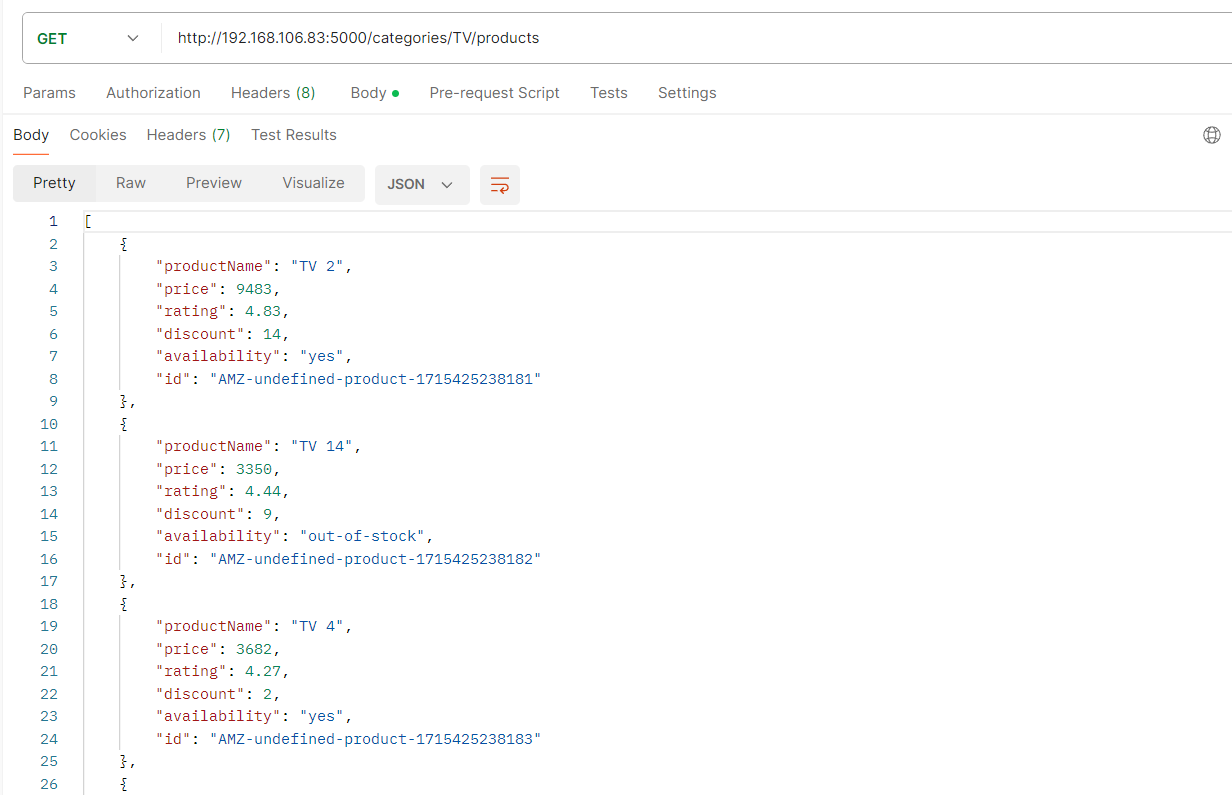 GET http://192.168.106.83:5000/categories/TV/products
Params Authorization Headers (8) Body Pre-request Script Tests Settings
Body Cookies Headers (7) Test Results
Pretty Raw Preview Visualize JSON
1 [
2 {
3 "productName": "TV 2",
4 "price": 9483,
5 "rating": 4.83,
6 "discount": 14,
7 "availability": "yes",
8 "id": "AMZ-undefined-product-1715425238181"
9 },
10 {
11 "productName": "TV 14",
12 "price": 3350,
13 "rating": 4.44,
14 "discount": 9,
15 "availability": "out-of-stock",
16 "id": "AMZ-undefined-product-1715425238182"
17 },
18 {
19 "productName": "TV 4",
20 "price": 3682,
21 "rating": 4.27,
22 "discount": 2,
23 "availability": "yes",
24 "id": "AMZ-undefined-product-1715425238183"
25 },
26 {